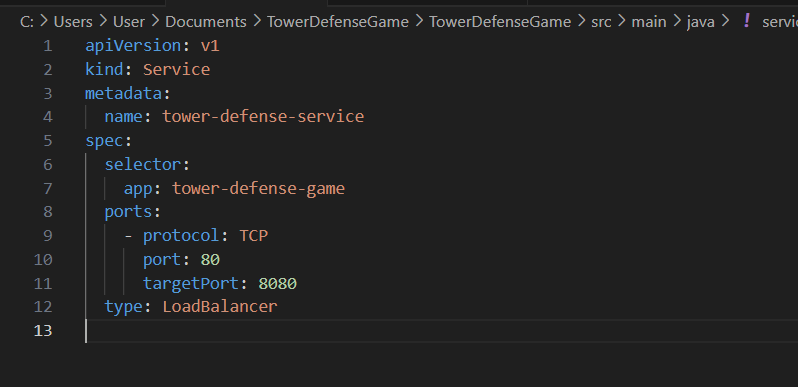 C: > Users > User > Documents > TowerDefenseGame > TowerDefenseGame > src > main > java > ! servic
1 apiVersion: v1
2 kind: Service
3 metadata:
4   name: tower-defense-service
5 spec:
6   selector:
7     app: tower-defense-game
8   ports:
9     - protocol: TCP
10       port: 80
11       targetPort: 8080
12   type: LoadBalancer
13